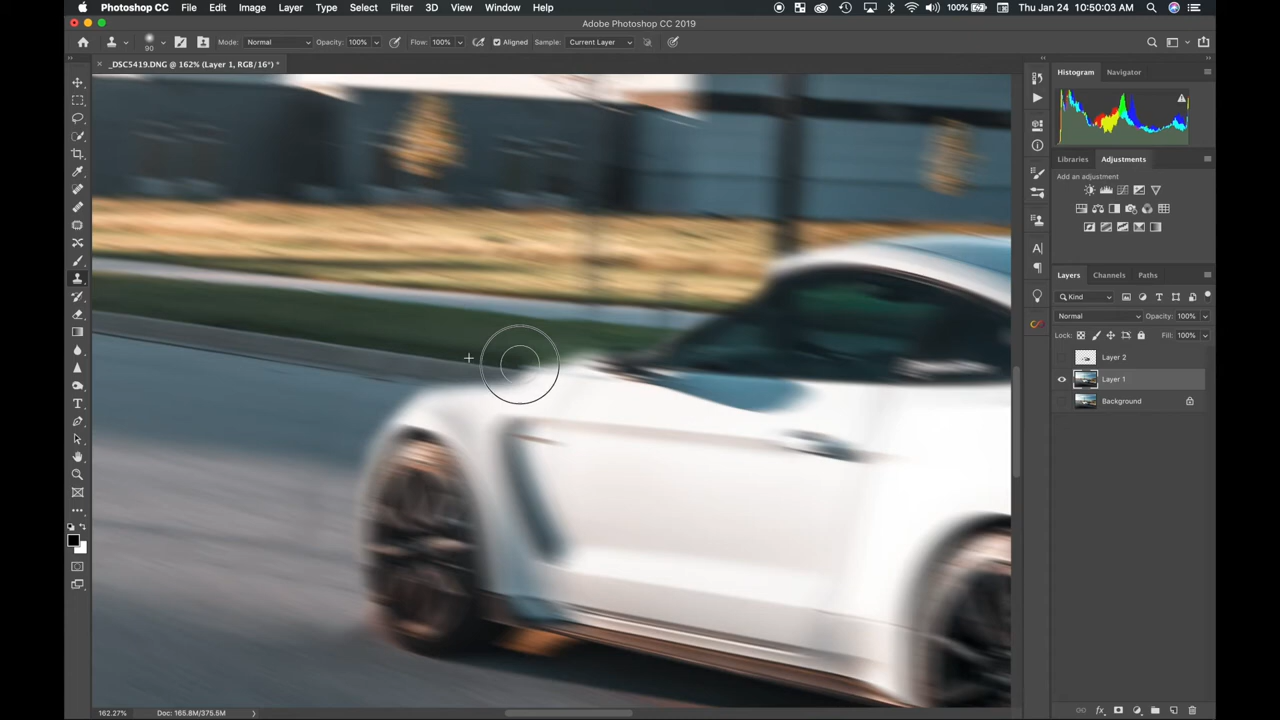 Photoshop CC File Edit Image Layer Type Select Filter 3D View Window Help 100% Thu Jan 24 10:50:03 AM
Adobe Photoshop CC 2019
90 Mode: Normal Opacity: 100% Flow: 100% Aligned Sample: Current Layer
_DSC5419.DNG @ 162% (Layer 1, RGB/16*) *
Histogram Navigator
Libraries Adjustments
Add an adjustment
Layers Channels Paths
Kind
Normal Opacity: 100%
Lock: Fill: 100%
Layer 2
Layer 1
Background
162.27% Doc: 165.8M/375.5M